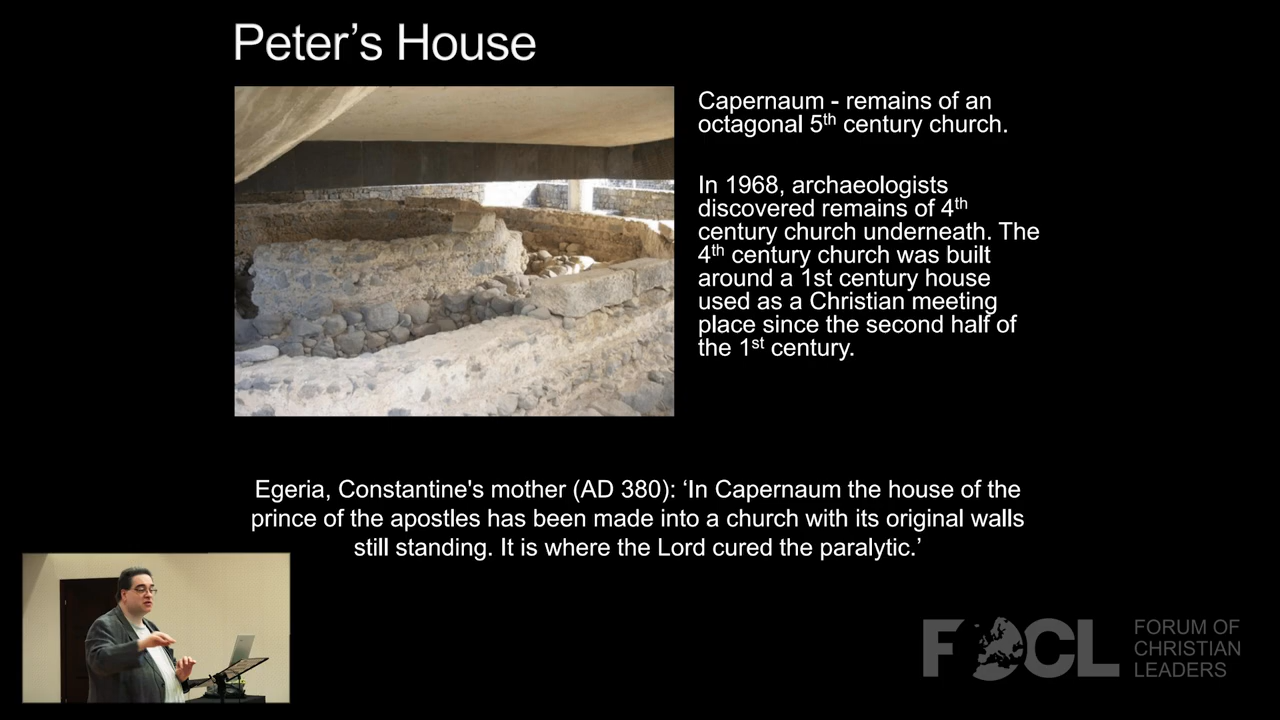 Peter’s House
Capernaum - remains of an
octagonal 5th century church.
In 1968, archaeologists
discovered remains of 4th
century church underneath. The
4th century church was built
around a 1st century house
used as a Christian meeting
place since the second half of
the 1st century.
Egeria, Constantine's mother (AD 380): ‘In Capernaum the house of the
prince of the apostles has been made into a church with its original walls
still standing. It is where the Lord cured the paralytic.’
FOCL
FORUM OF
CHRISTIAN
LEADERS